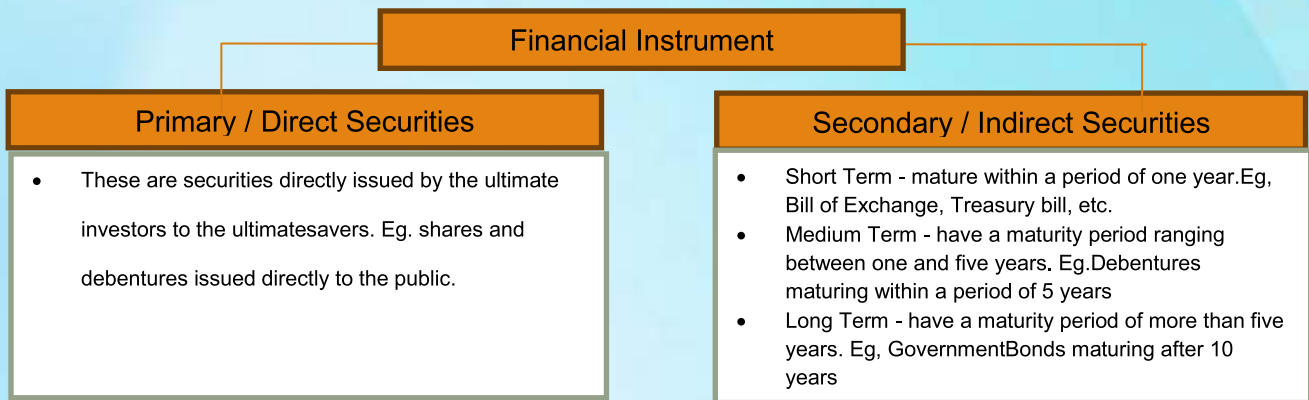 Financial Instrument
Primary / Direct Securities
• These are securities directly issued by the ultimate
investors to the ultimatesavers. Eg. shares and
debentures issued directly to the public.
Secondary / Indirect Securities
• Short Term - mature within a period of one year.Eg,
Bill of Exchange, Treasury bill, etc.
• Medium Term - have a maturity period ranging
between one and five years. Eg.Debentures
maturing within a period of 5 years
• Long Term - have a maturity period of more than five
years. Eg, GovernmentBonds maturing after 10
years